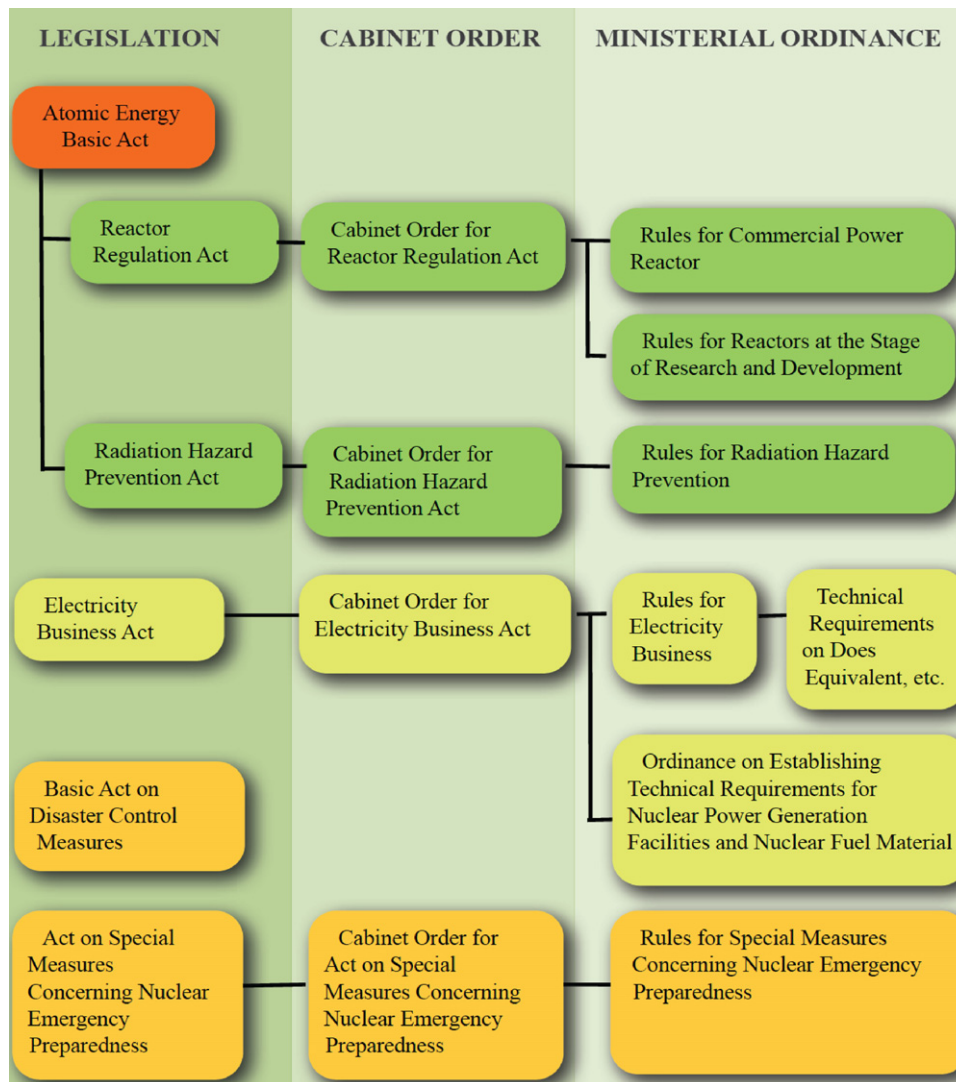 LEGISLATION
CABINET ORDER
MINISTERIAL ORDINANCE
Atomic Energy
Basic Act
Reactor
Regulation Act
Cabinet Order for
Reactor Regulation Act
Rules for Commercial Power
Reactor
Rules for Reactors at the Stage
of Research and Development
Radiation Hazard
Prevention Act
Cabinet Order for
Radiation Hazard
Prevention Act
Rules for Radiation Hazard
Prevention
Electricity
Business Act
Cabinet Order for
Electricity Business Act
Rules for
Electricity
Business
Technical
Requirements
on Does
Equivalent, etc.
Ordinance on Establishing
Technical Requirements for
Nuclear Power Generation
Facilities and Nuclear Fuel Material
Basic Act on
Disaster Control
Measures
Act on Special
Measures
Concerning Nuclear
Emergency
Preparedness
Cabinet Order for
Act on Special
Measures Concerning
Nuclear Emergency
Preparedness
Rules for Special Measures
Concerning Nuclear Emergency
Preparedness